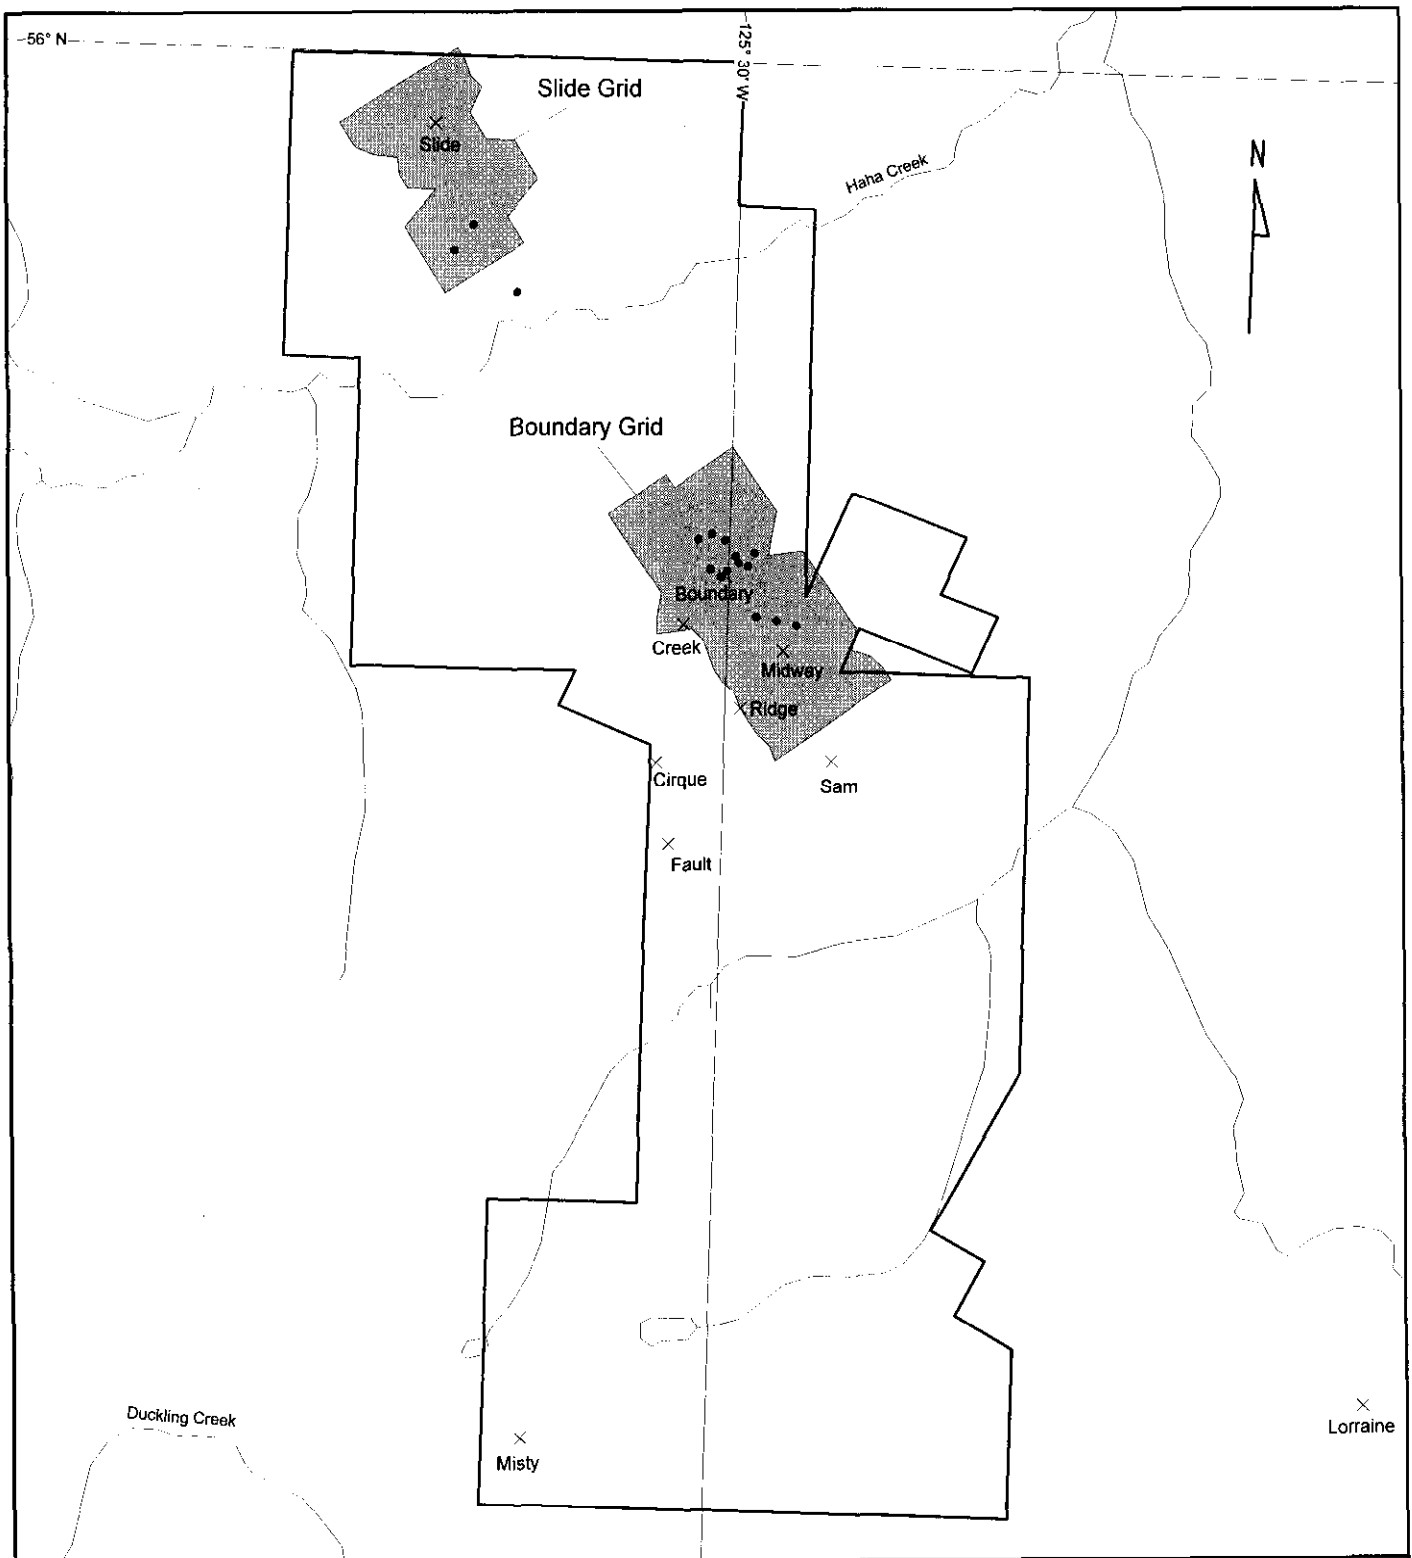 56° N
125° 30' W
Slide Grid
Slide
Haha Creek
N
Boundary Grid
Boundary
Creek
Midway
Ridge
Cirque
Sam
Fault
Duckling Creek
Misty
Lorraine